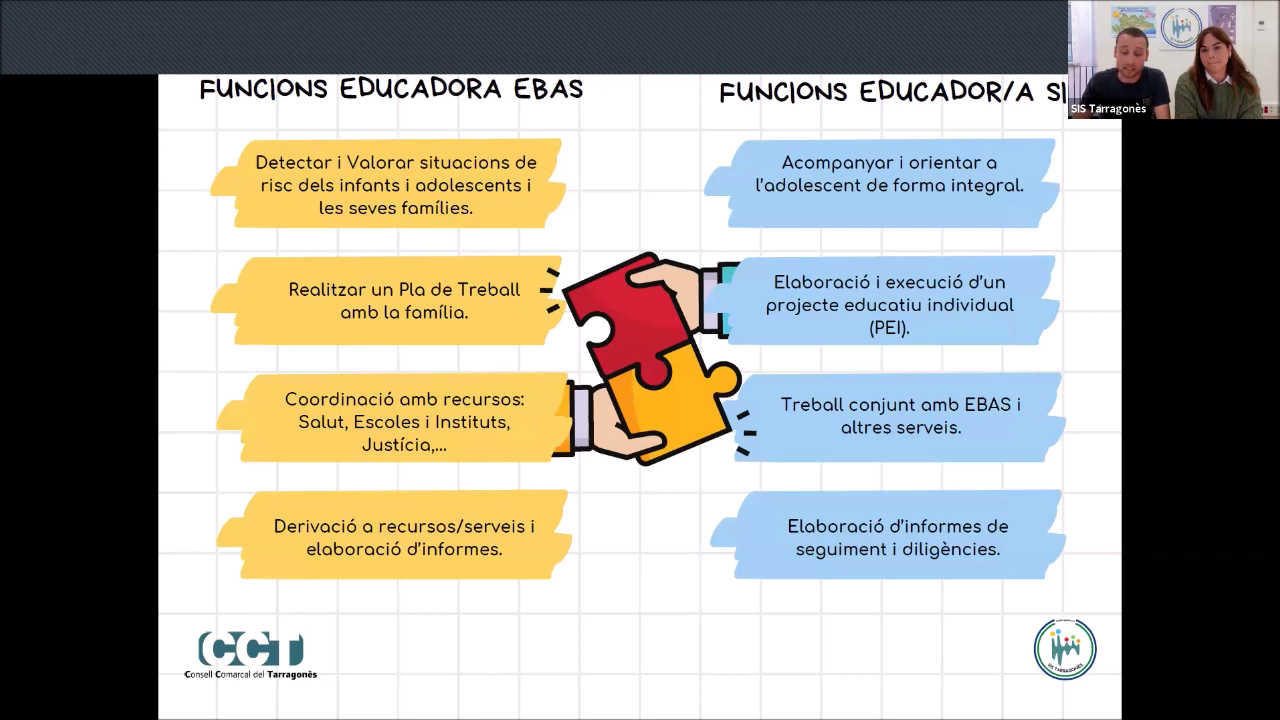 FUNCIONS EDUCADORA EBAS
Detectar i Valorar situacions de
risc dels infants i adolescents i
les seves famílies.
Realitzar un Pla de Treball
amb la família.
Coordinació amb recursos:
Salut, Escoles i Instituts,
Justícia,...
Derivació a recursos/serveis i
elaboració d'informes.
FUNCIONS EDUCADOR/A SI
Acompanyar i orientar a
l'adolescent de forma integral.
Elaboració i execució d'un
projecte educatiu individual
(PEI).
Treball conjunt amb EBAS i
altres serveis.
Elaboració d'informes de
seguiment i diligències.
SIS Tarragonès
CCT
Consell Comarcal del Tarragonès
SIS TARRAGONÈS